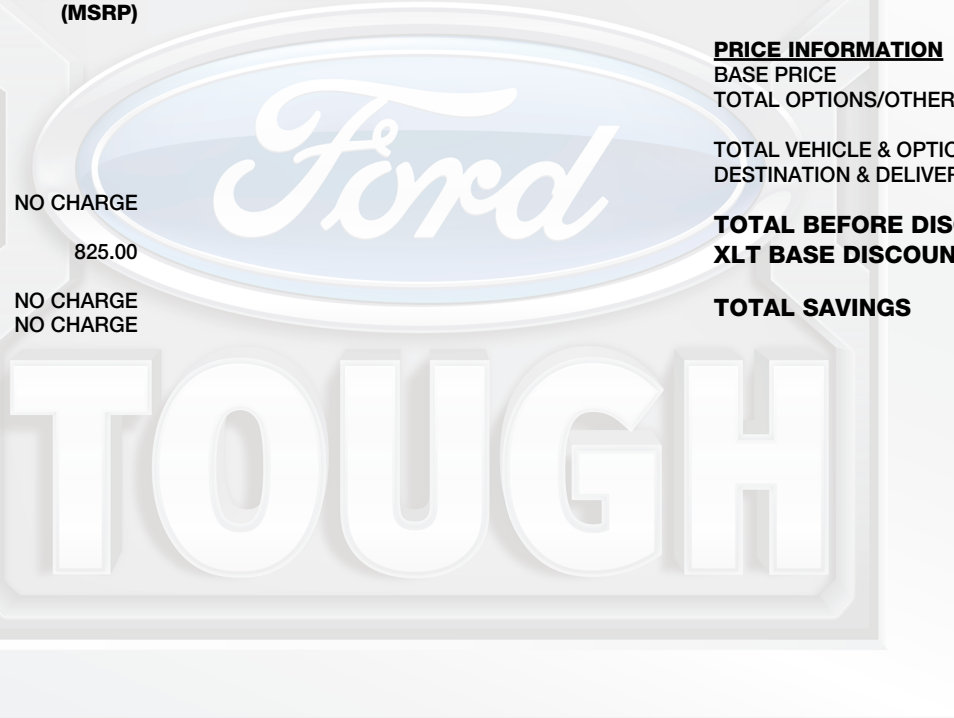 (MSRP)
NO CHARGE
825.00
NO CHARGE
NO CHARGE
PRICE INFORMATION
BASE PRICE
TOTAL OPTIONS/OTHER
TOTAL VEHICLE & OPTIO
DESTINATION & DELIVER
TOTAL BEFORE DISC
XLT BASE DISCOUN
TOTAL SAVINGS
Ford
TOUGH